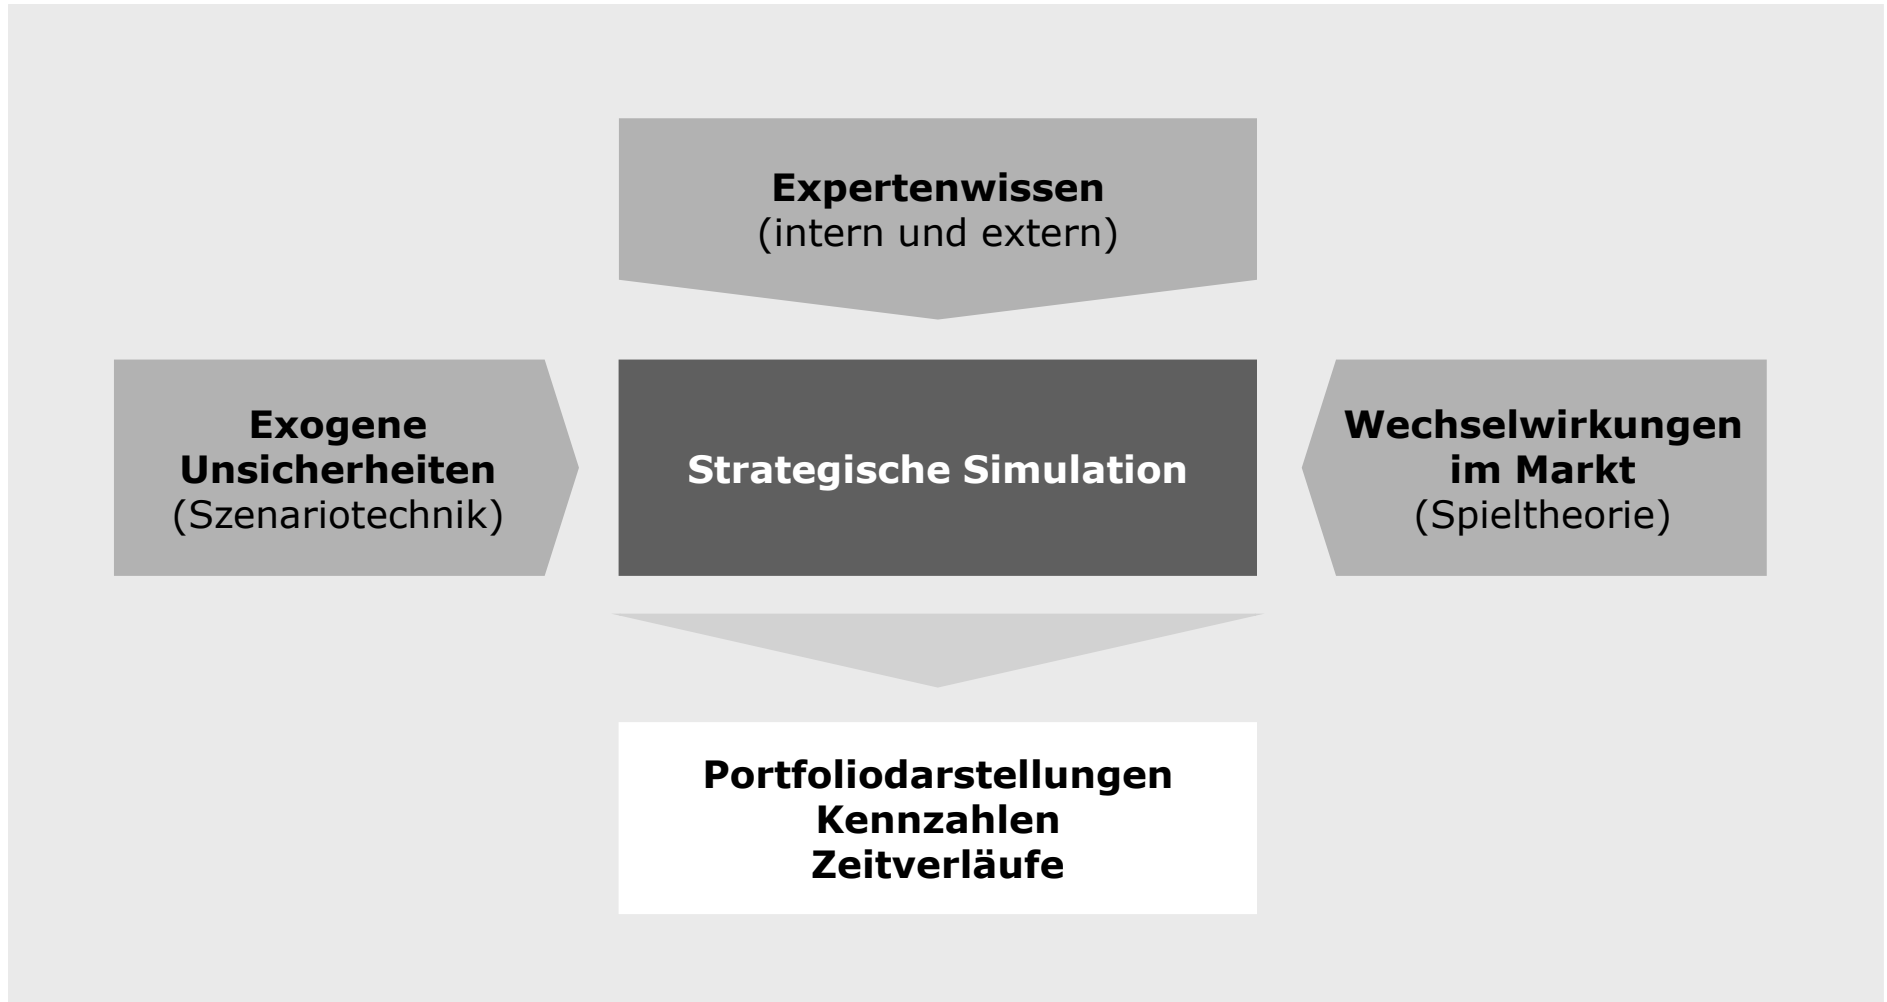 Expertenwissen
(intern und extern)
Exogene
Unsicherheiten
(Szenariotechnik)
Strategische Simulation
Wechselwirkungen
im Markt
(Spieltheorie)
Portfoliodarstellungen
Kennzahlen
Zeitverläufe